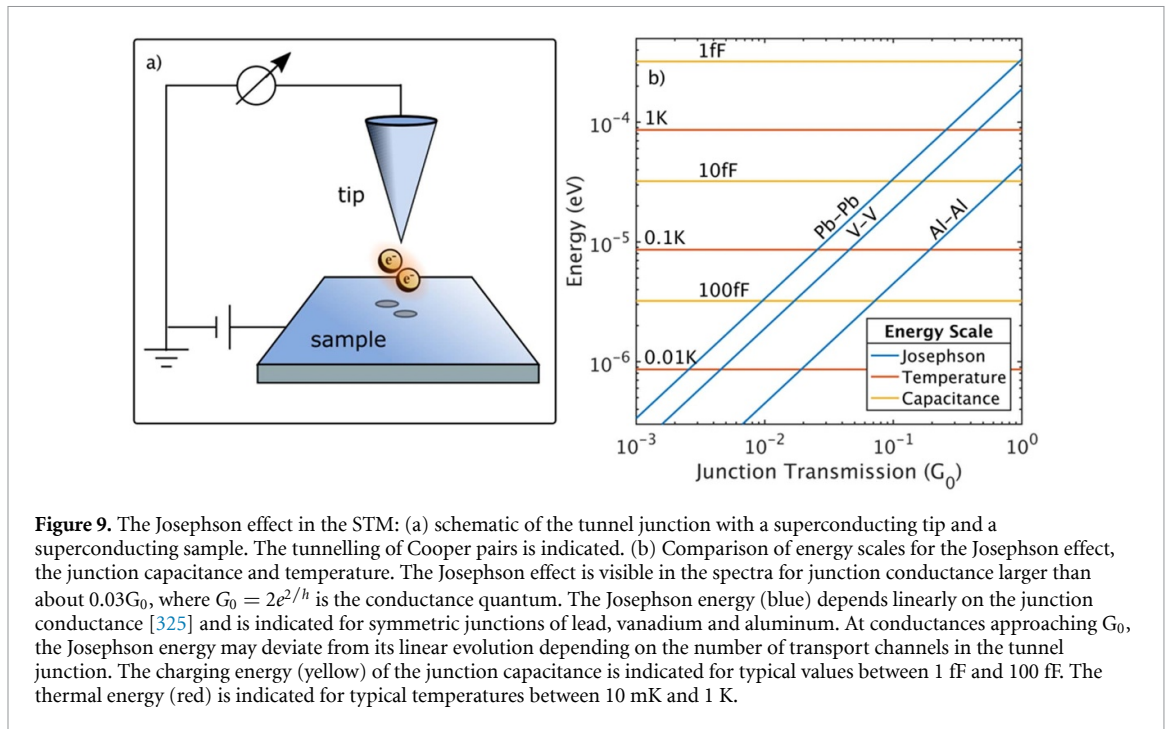 a)
tip
e⁻
e⁻
sample
b)
1fF
1K
10fF
0.1K
100fF
0.01K
Pb-Pb
V-V
Al-Al
Energy Scale
Josephson
Temperature
Capacitance
Energy (eV)
10⁻⁴
10⁻⁵
10⁻⁶
10⁻³ 10⁻² 10⁻¹ 10⁰
Junction Transmission (G₀)
Figure 9. The Josephson effect in the STM: (a) schematic of the tunnel junction with a superconducting tip and a
superconducting sample. The tunnelling of Cooper pairs is indicated. (b) Comparison of energy scales for the Josephson effect,
the junction capacitance and temperature. The Josephson effect is visible in the spectra for junction conductance larger than
about 0.03G₀, where G₀ = 2e²/ʰ is the conductance quantum. The Josephson energy (blue) depends linearly on the junction
conductance [325] and is indicated for symmetric junctions of lead, vanadium and aluminum. At conductances approaching G₀,
the Josephson energy may deviate from its linear evolution depending on the number of transport channels in the tunnel
junction. The charging energy (yellow) of the junction capacitance is indicated for typical values between 1 fF and 100 fF. The
thermal energy (red) is indicated for typical temperatures between 10 mK and 1 K.